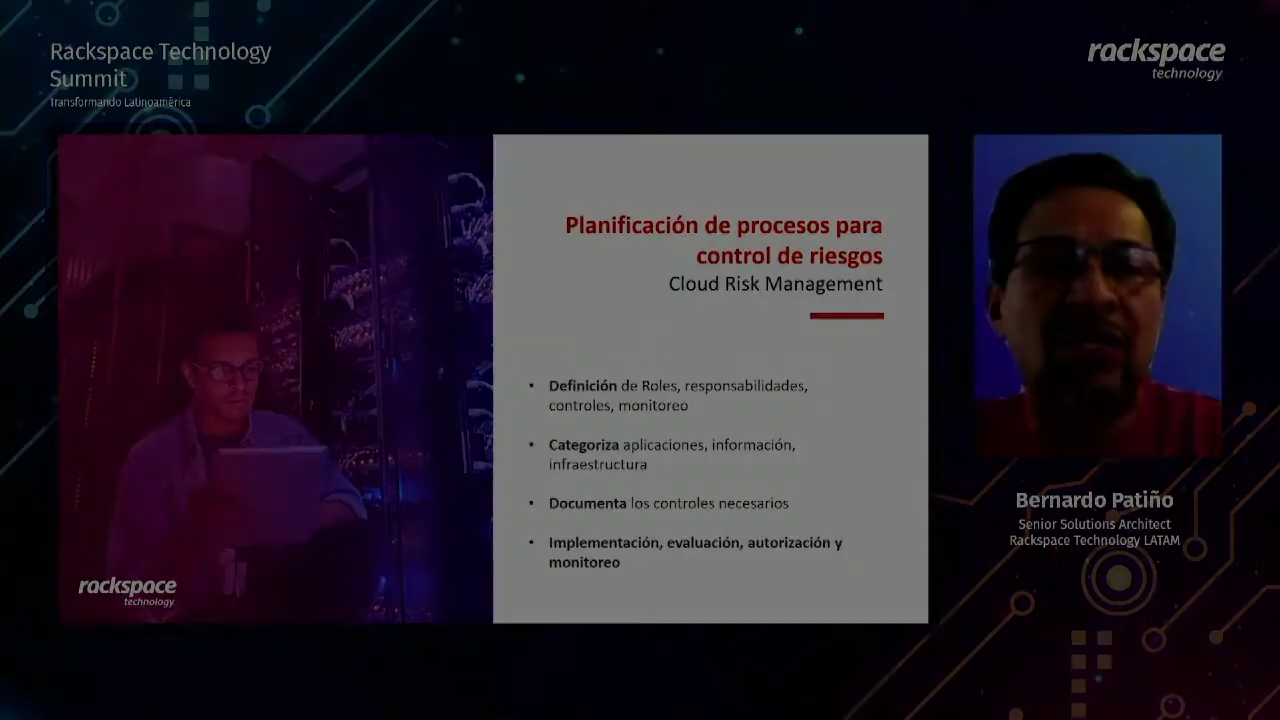 Rackspace Technology
Summit
Transformando Latinoamérica
rackspace
technology
Planificación de procesos para
control de riesgos
Cloud Risk Management
• Definición de Roles, responsabilidades,
controles, monitoreo
• Categoriza aplicaciones, información,
infraestructura
• Documenta los controles necesarios
• Implementación, evaluación, autorización y
monitoreo
rackspace
technology
Bernardo Patiño
Senior Solutions Architect
Rackspace Technology LATAM